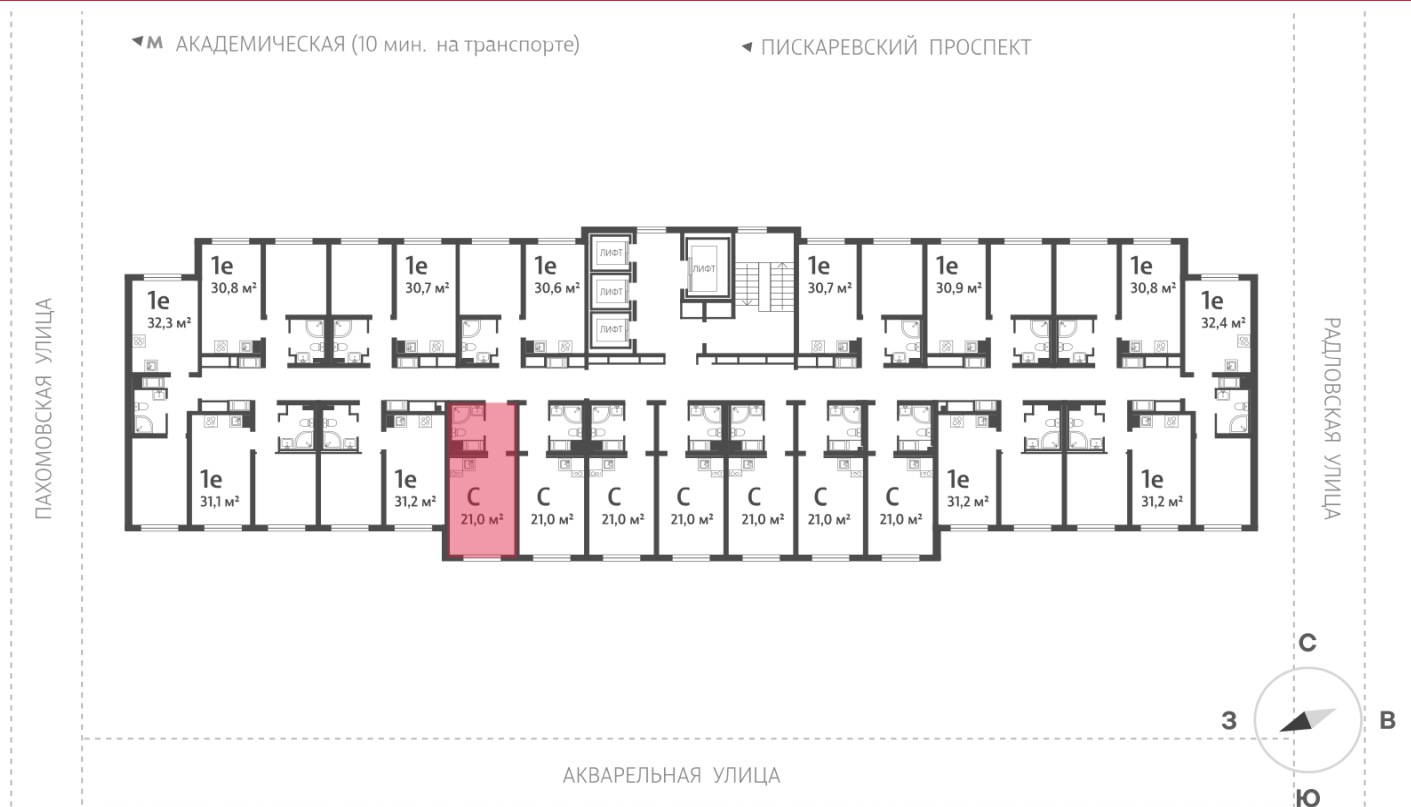 М АКАДЕМИЧЕСКАЯ (10 мин. на транспорте)
ПИСКАРЕВСКИЙ ПРОСПЕКТ
ПАХОМОВСКАЯ УЛИЦА
1е
32,3 м²
1е
30,8 м²
1е
30,7 м²
1е
30,6 м²
ЛИФТ
ЛИФТ
ЛИФТ
ЛИФТ
1е
30,7 м²
1е
30,9 м²
1е
30,8 м²
1е
32,4 м²
РАДЛОВСКАЯ УЛИЦА
1е
31,1 м²
1е
31,2 м²
С
21,0 м²
С
21,0 м²
С
21,0 м²
С
21,0 м²
С
21,0 м²
С
21,0 м²
С
21,0 м²
1е
31,2 м²
1е
31,2 м²
С
З
В
Ю
АКВАРЕЛЬНАЯ УЛИЦА